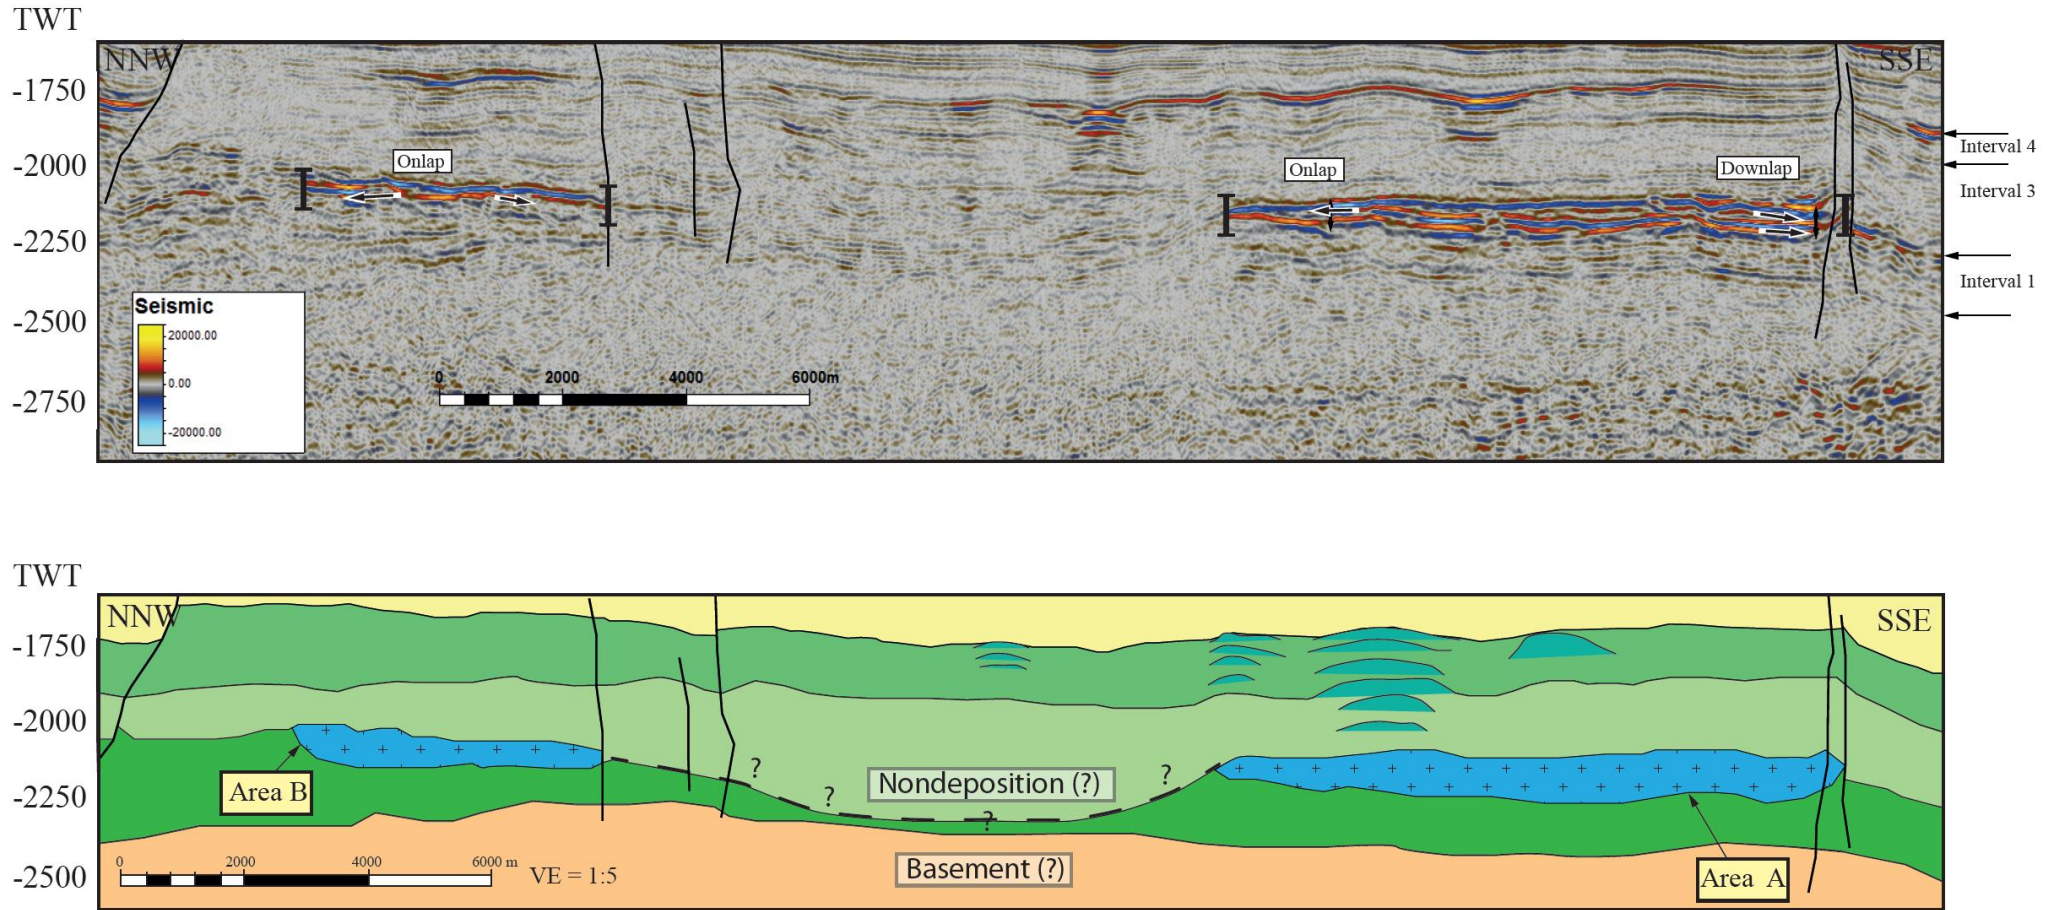 TWT
NNW
SSE
-1750
-2000
-2250
-2500
-2750
Onlap
Onlap
Downlap
Interval 4
Interval 3
Interval 1
Seismic
20000.00
0.00
-20000.00
0 2000 4000 6000m
TWT
NNW
SSE
-1750
-2000
-2250
-2500
?
?
?
?
Nondeposition (?)
Area B
Basement (?)
Area A
0 2000 4000 6000 m
VE = 1:5